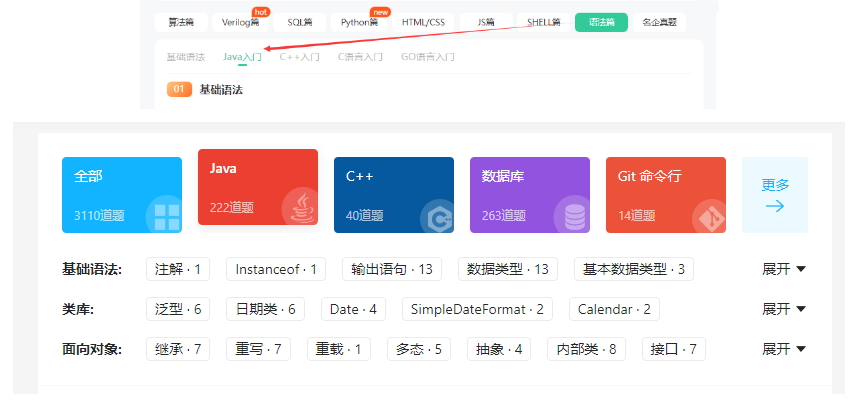 算法篇 Verilog篇 hot SQL篇 Python篇 new HTML/CSS JS篇 SHELL篇 语法篇 名企真题
基础语法 Java入门 C++入门 C语言入门 GO语言入门
01 基础语法
全部 Java C++ 数据库 Git 命令行 更多
3110道题 222道题 40道题 263道题 14道题
基础语法: 注解 · 1 Instanceof · 1 输出语句 · 13 数据类型 · 13 基本数据类型 · 3 展开
类库: 泛型 · 6 日期类 · 6 Date · 4 SimpleDateFormat · 2 Calendar · 2 展开
面向对象: 继承 · 7 重写 · 7 重载 · 1 多态 · 5 抽象 · 4 内部类 · 8 接口 · 7 展开